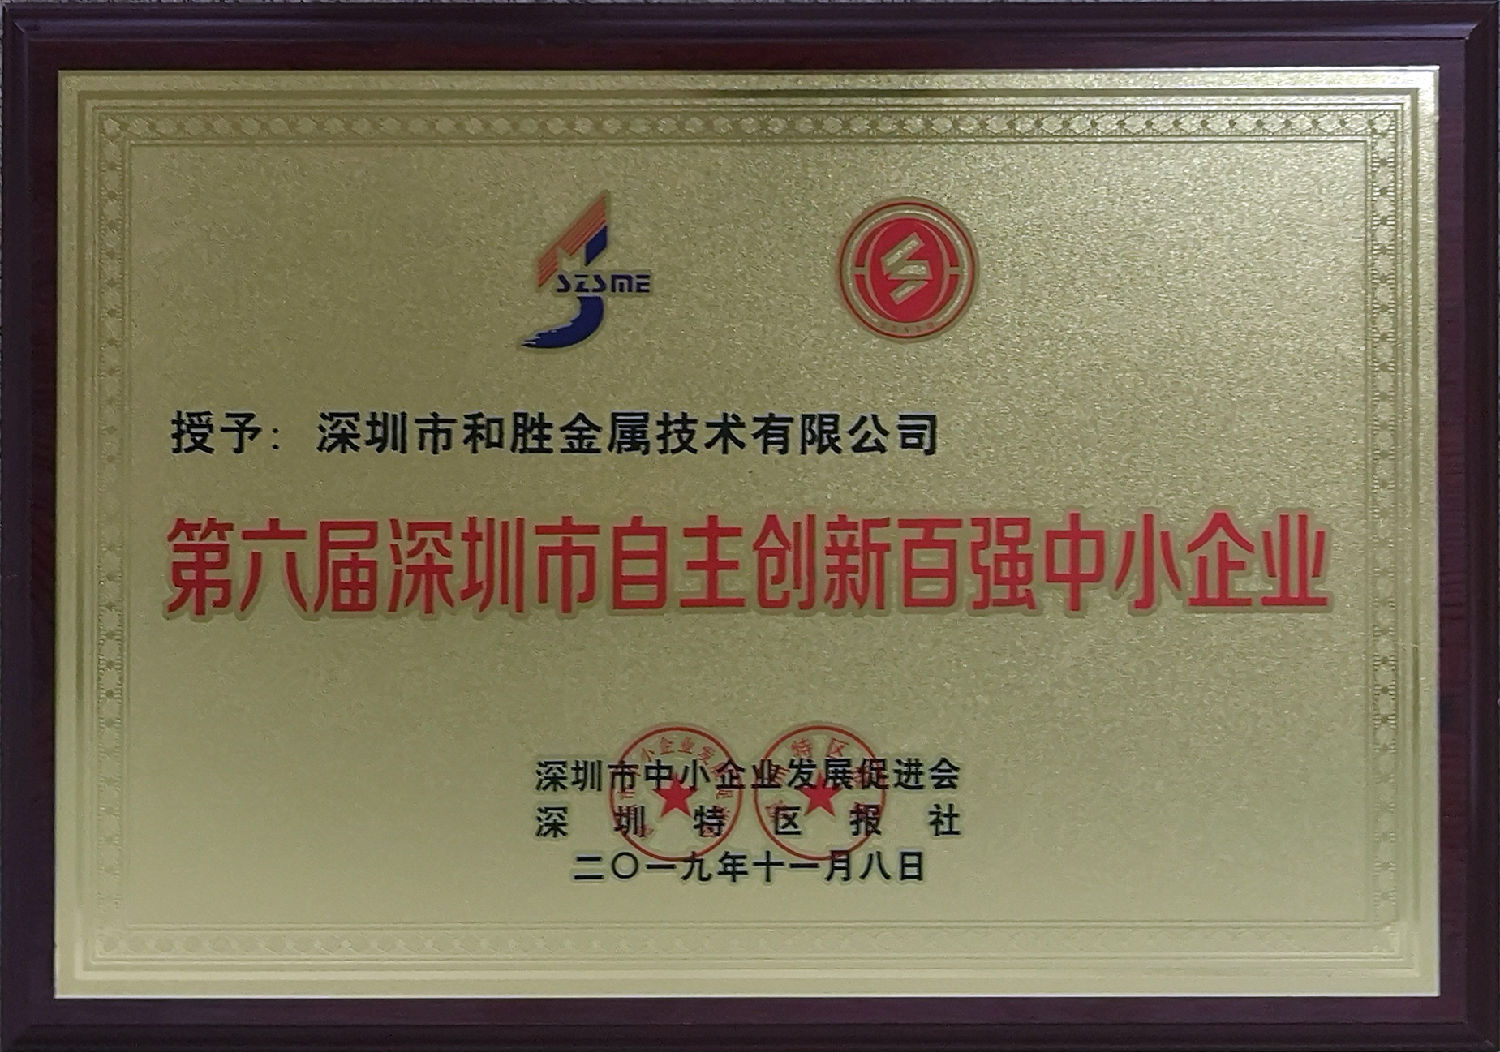 SZSME
授予：深圳市和胜金属技术有限公司
第六届深圳市自主创新百强中小企业
深圳市中小企业发展促进会
深圳特区报社
二〇一九年十一月八日